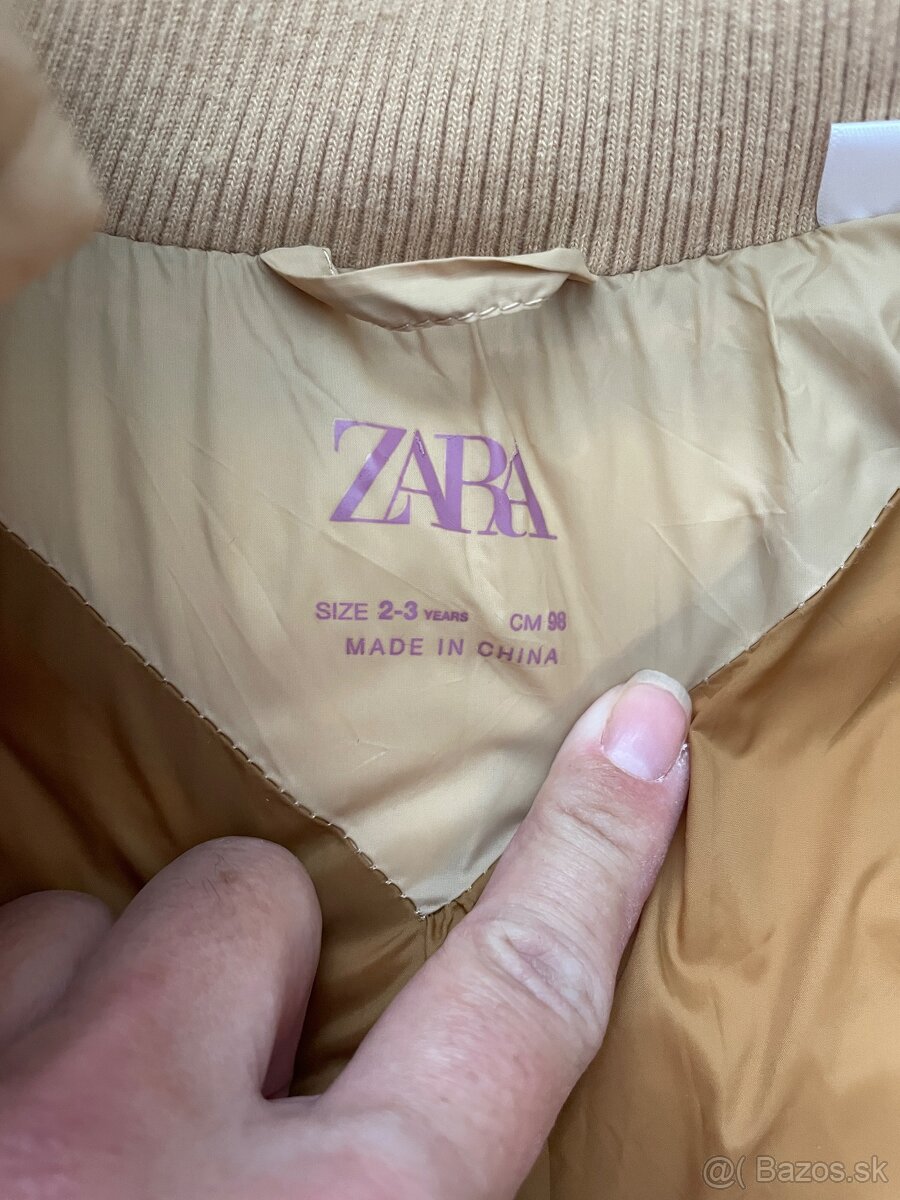 ZARA
SIZE 2-3 YEARS CM 98
MADE IN CHINA
@( Bazos.sk